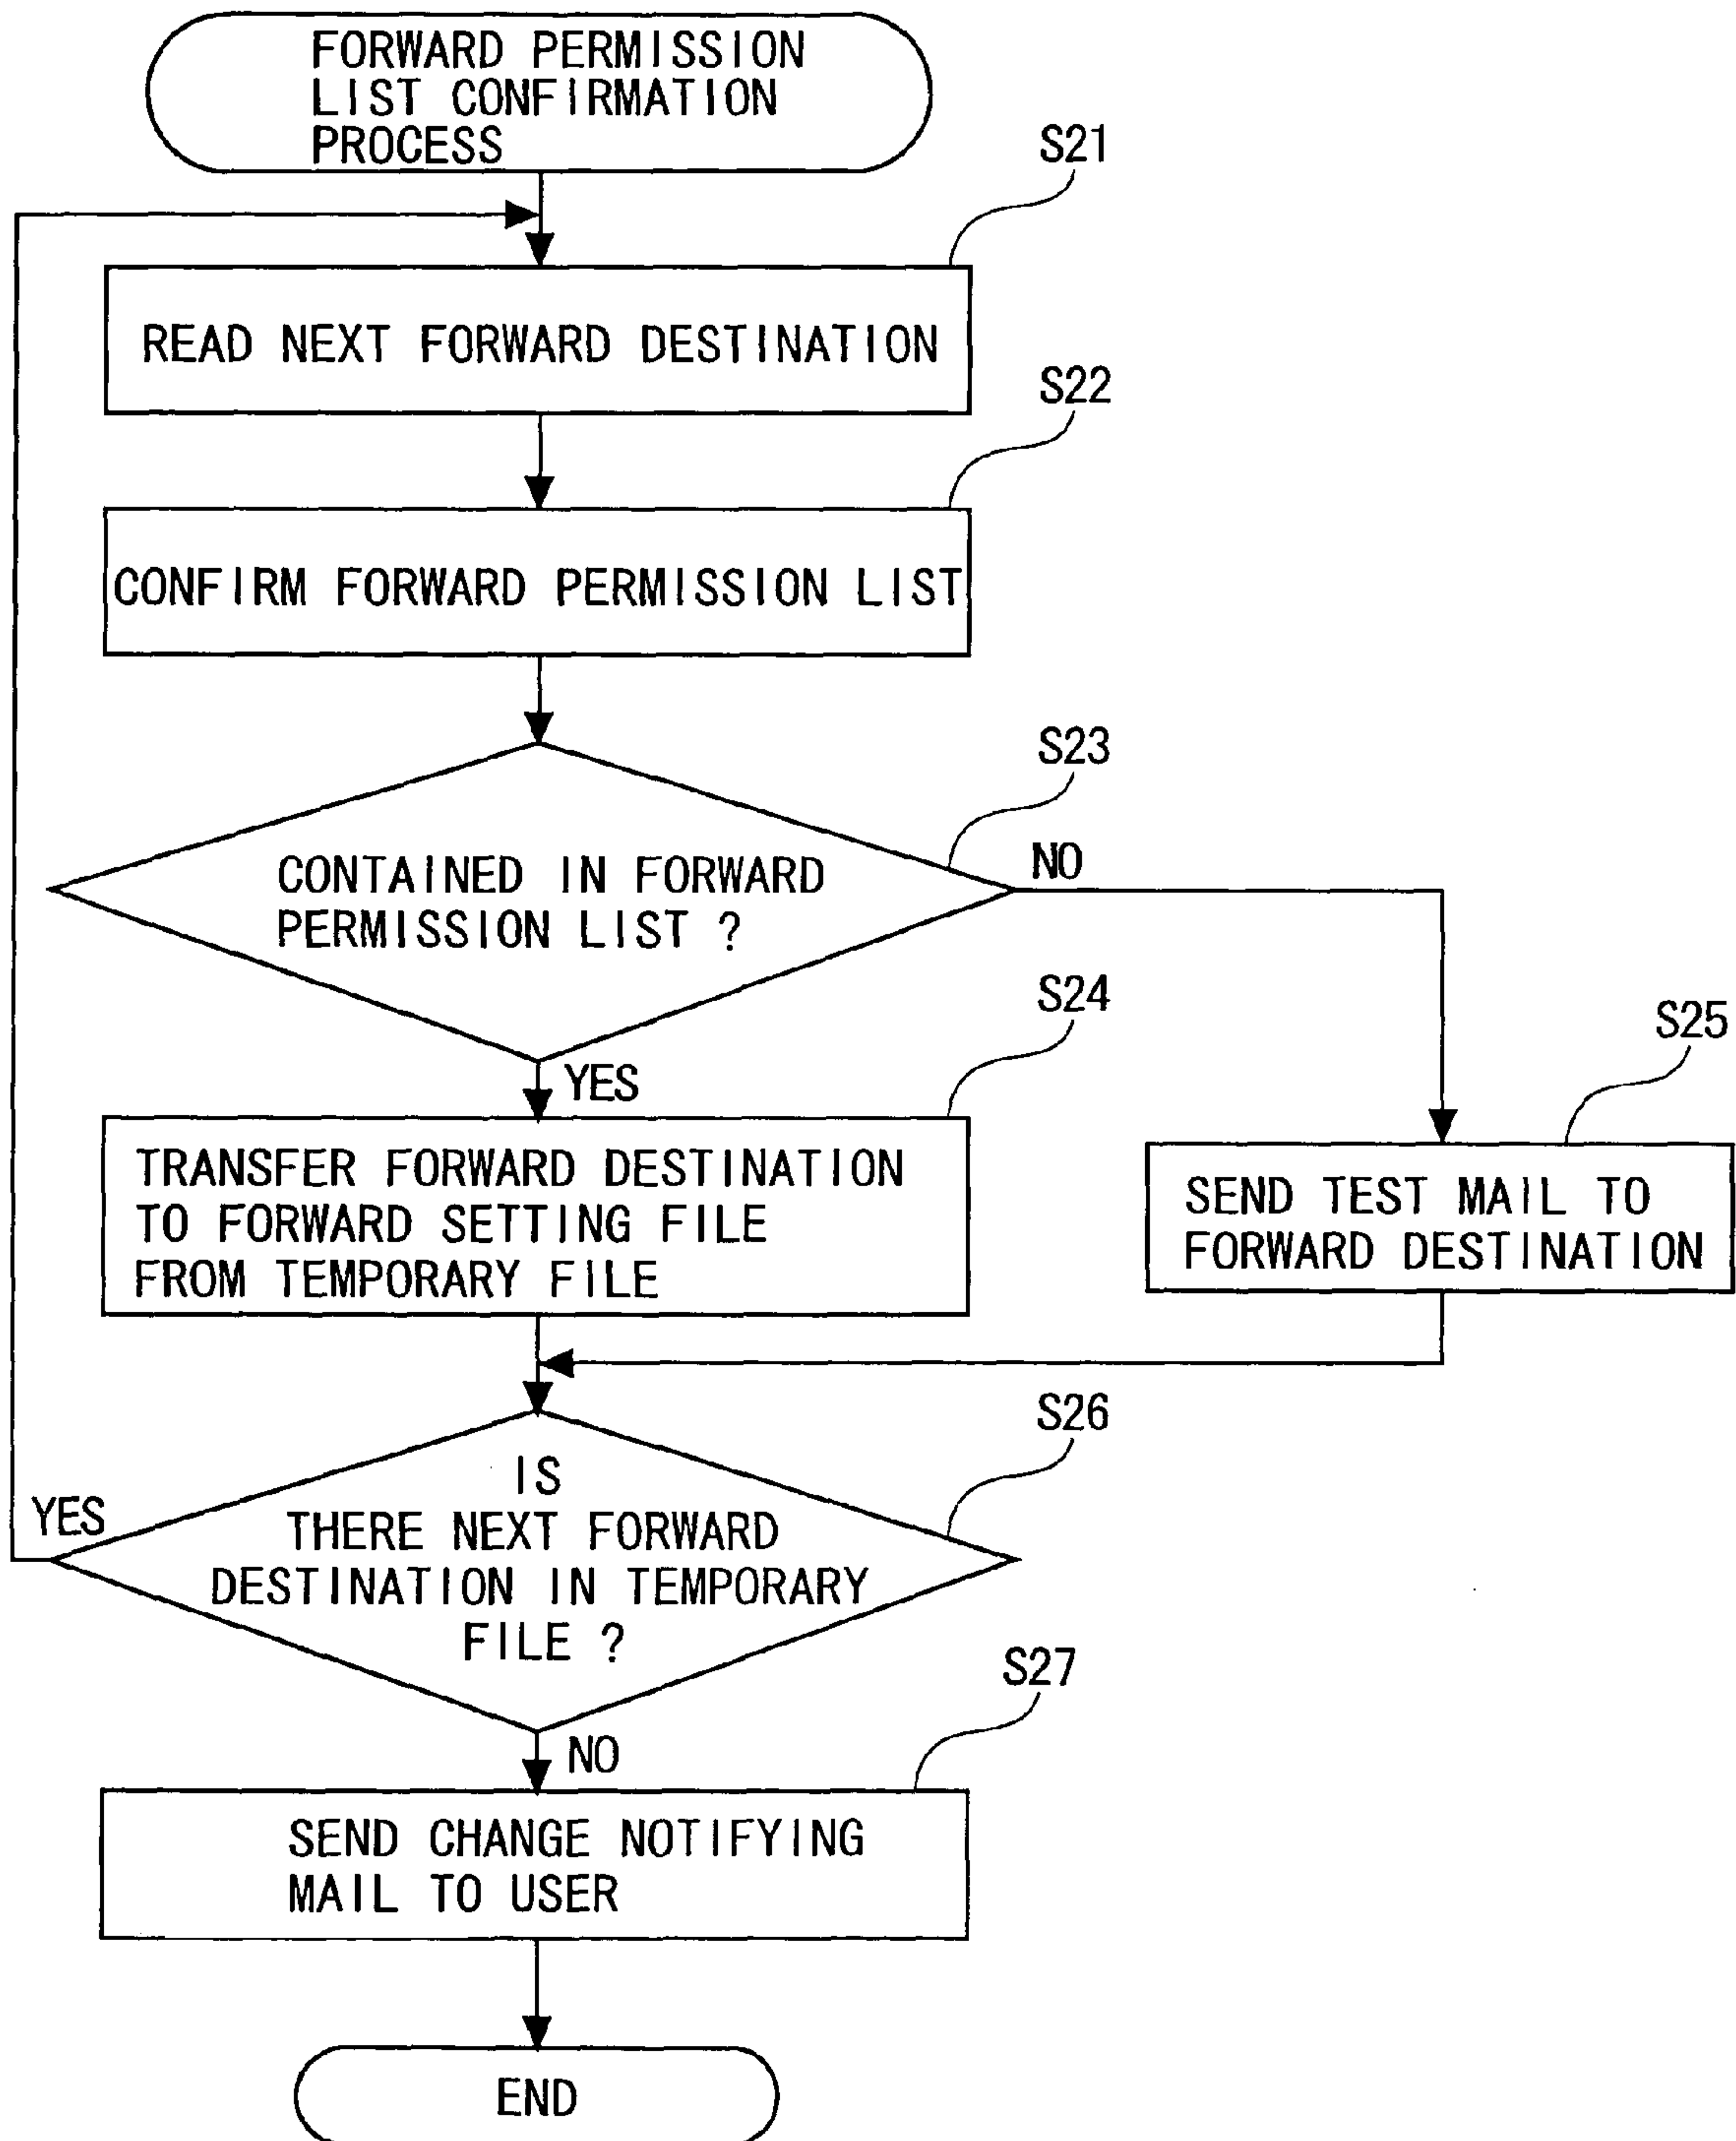 FORWARD PERMISSION
LIST CONFIRMATION
PROCESS
S21
READ NEXT FORWARD DESTINATION
S22
CONFIRM FORWARD PERMISSION LIST
S23
CONTAINED IN FORWARD
PERMISSION LIST ?
NO
YES
S24
TRANSFER FORWARD DESTINATION
TO FORWARD SETTING FILE
FROM TEMPORARY FILE
S25
SEND TEST MAIL TO
FORWARD DESTINATION
S26
IS
THERE NEXT FORWARD
DESTINATION IN TEMPORARY
FILE ?
YES
NO
S27
SEND CHANGE NOTIFYING
MAIL TO USER
END